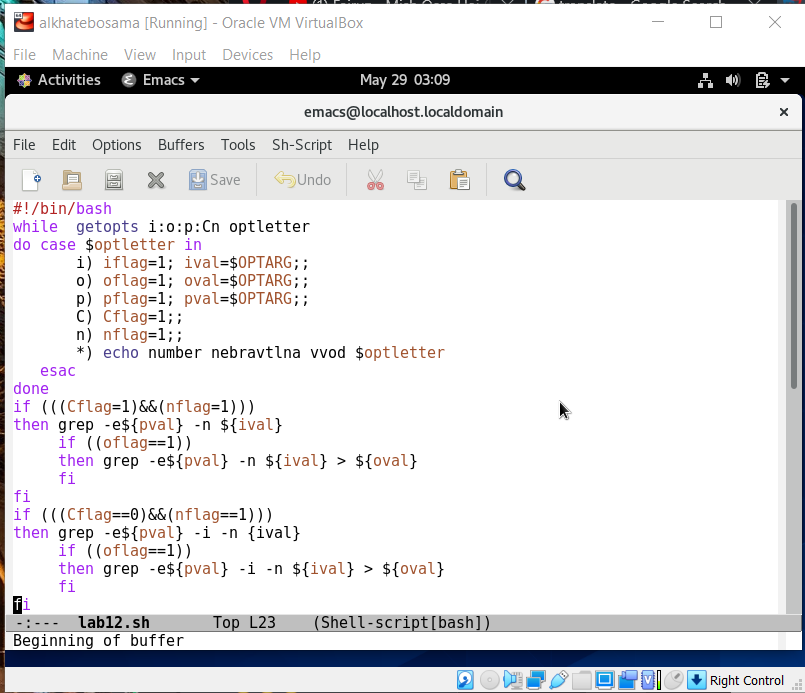 alkhatebosama [Running] - Oracle VM VirtualBox
File Machine View Input Devices Help
Activities Emacs May 29 03:09
emacs@localhost.localdomain
File Edit Options Buffers Tools Sh-Script Help
Save Undo
#!/bin/bash
while  getopts i:o:p:Cn optletter
do case $optletter in
       i) iflag=1; ival=$OPTARG;;
       o) oflag=1; oval=$OPTARG;;
       p) pflag=1; pval=$OPTARG;;
       C) Cflag=1;;
       n) nflag=1;;
       *) echo number nebravtlna vvod $optletter
   esac
done
if (((Cflag=1)&&(nflag=1)))
then grep -e${pval} -n ${ival}
     if ((oflag==1))
     then grep -e${pval} -n ${ival} > ${oval}
     fi
fi
if (((Cflag==0)&&(nflag==1)))
then grep -e${pval} -i -n {ival}
     if ((oflag==1))
     then grep -e${pval} -i -n ${ival} > ${oval}
     fi
fi
-:--- lab12.sh Top L23 (Shell-script[bash])
Beginning of buffer
Right Control